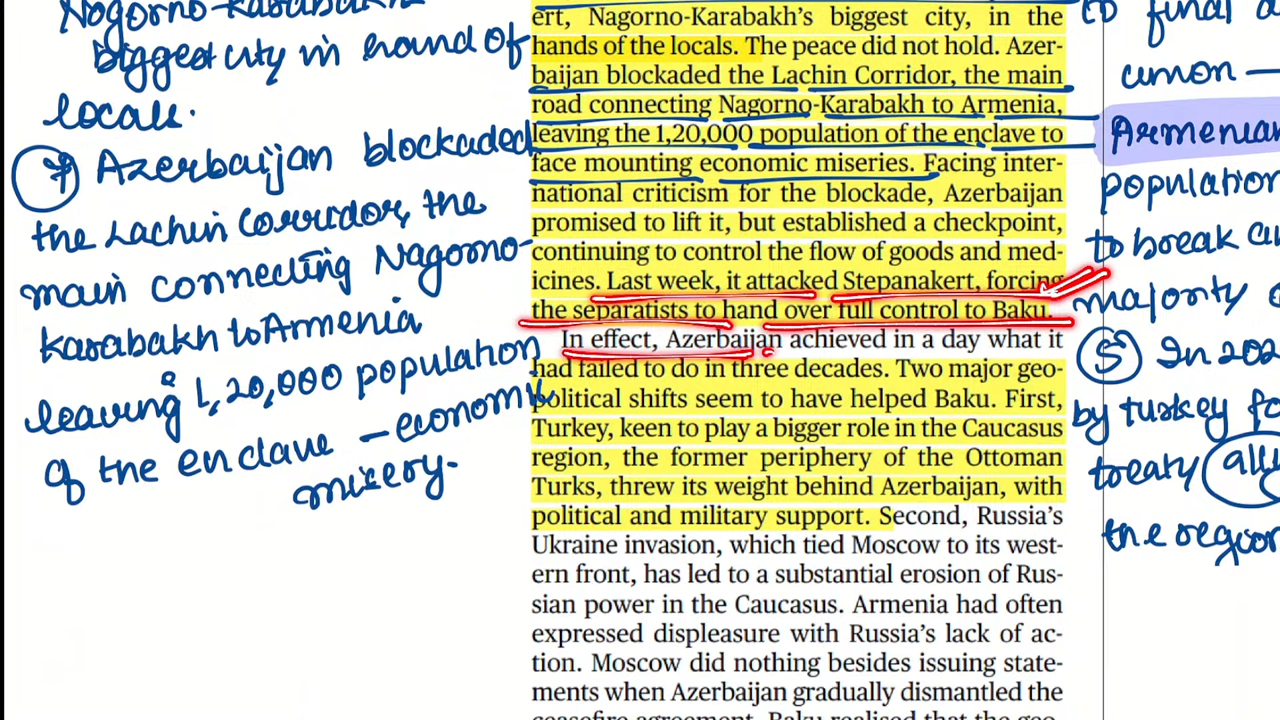 Nogorno-Karabakh
biggest city in hand of
locals.
7 Azerbaijan blockaded
the Lachin Corridor, the
main connecting Nagorno-
karabakh to Armenia
leaving 1,20,000 population
of the enclave - economic
misery.
ert, Nagorno-Karabakh's biggest city, in the
hands of the locals. The peace did not hold. Azer-
baijan blockaded the Lachin Corridor, the main
road connecting Nagorno-Karabakh to Armenia,
leaving the 1,20,000 population of the enclave to
face mounting economic miseries. Facing inter-
national criticism for the blockade, Azerbaijan
promised to lift it, but established a checkpoint,
continuing to control the flow of goods and med-
icines. Last week, it attacked Stepanakert, forcing
the separatists to hand over full control to Baku.
In effect, Azerbaijan achieved in a day what it
had failed to do in three decades. Two major geo-
political shifts seem to have helped Baku. First,
Turkey, keen to play a bigger role in the Caucasus
region, the former periphery of the Ottoman
Turks, threw its weight behind Azerbaijan, with
political and military support. Second, Russia's
Ukraine invasion, which tied Moscow to its west-
ern front, has led to a substantial erosion of Rus-
sian power in the Caucasus. Armenia had often
expressed displeasure with Russia's lack of ac-
tion. Moscow did nothing besides issuing state-
ments when Azerbaijan gradually dismantled the
ceasefire agreement. Baku realised that the geo-
to final
union —
Armenian
population
to break
majority
5 In 202
by turkey
treaty ally
the region